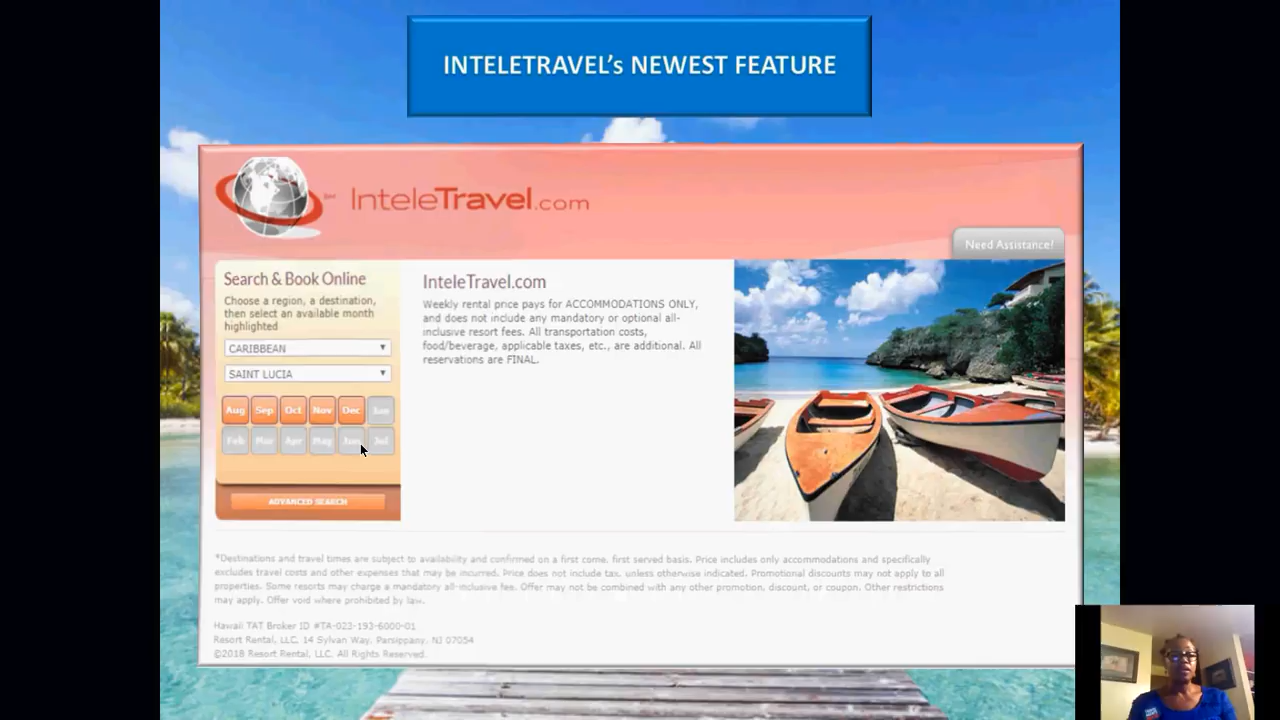 INTELETRAVEL's NEWEST FEATURE
InteleTravel.com
Need Assistance?
Search & Book Online
Choose a region, a destination,
then select an available month
highlighted
CARIBBEAN
SAINT LUCIA
Aug Sep Oct Nov Dec Jan
Feb Mar Apr May Jun Jul
ADVANCED SEARCH
InteleTravel.com
Weekly rental price pays for ACCOMMODATIONS ONLY,
and does not include any mandatory or optional all-
inclusive resort fees. All transportation costs,
food/beverage, applicable taxes, etc., are additional. All
reservations are FINAL.
*Destinations and travel times are subject to availability and confirmed on a first come, first served basis. Price includes only accommodations and specifically
excludes travel costs and other expenses that may be incurred. Price does not include tax, unless otherwise indicated. Promotional discounts may not apply to all
properties. Some resorts may charge a mandatory all-inclusive fee. Offer may not be combined with any other promotion, discount, or coupon. Other restrictions
may apply. Offer void where prohibited by law.
Hawaii TAT Broker ID #TA-022-193-6000-01
Resort Rental, LLC, 14 Sylvan Way, Parsippany, NJ 07054
©2018 Resort Rental, LLC. All Rights Reserved.